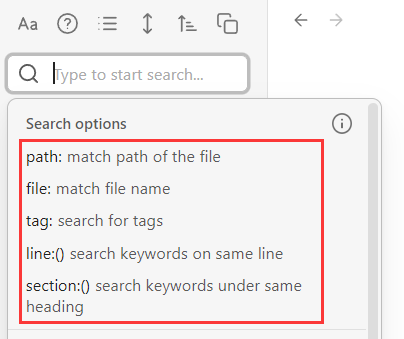 Aa
Type to start search...
Search options
path: match path of the file
file: match file name
tag: search for tags
line:() search keywords on same line
section:() search keywords under same
heading